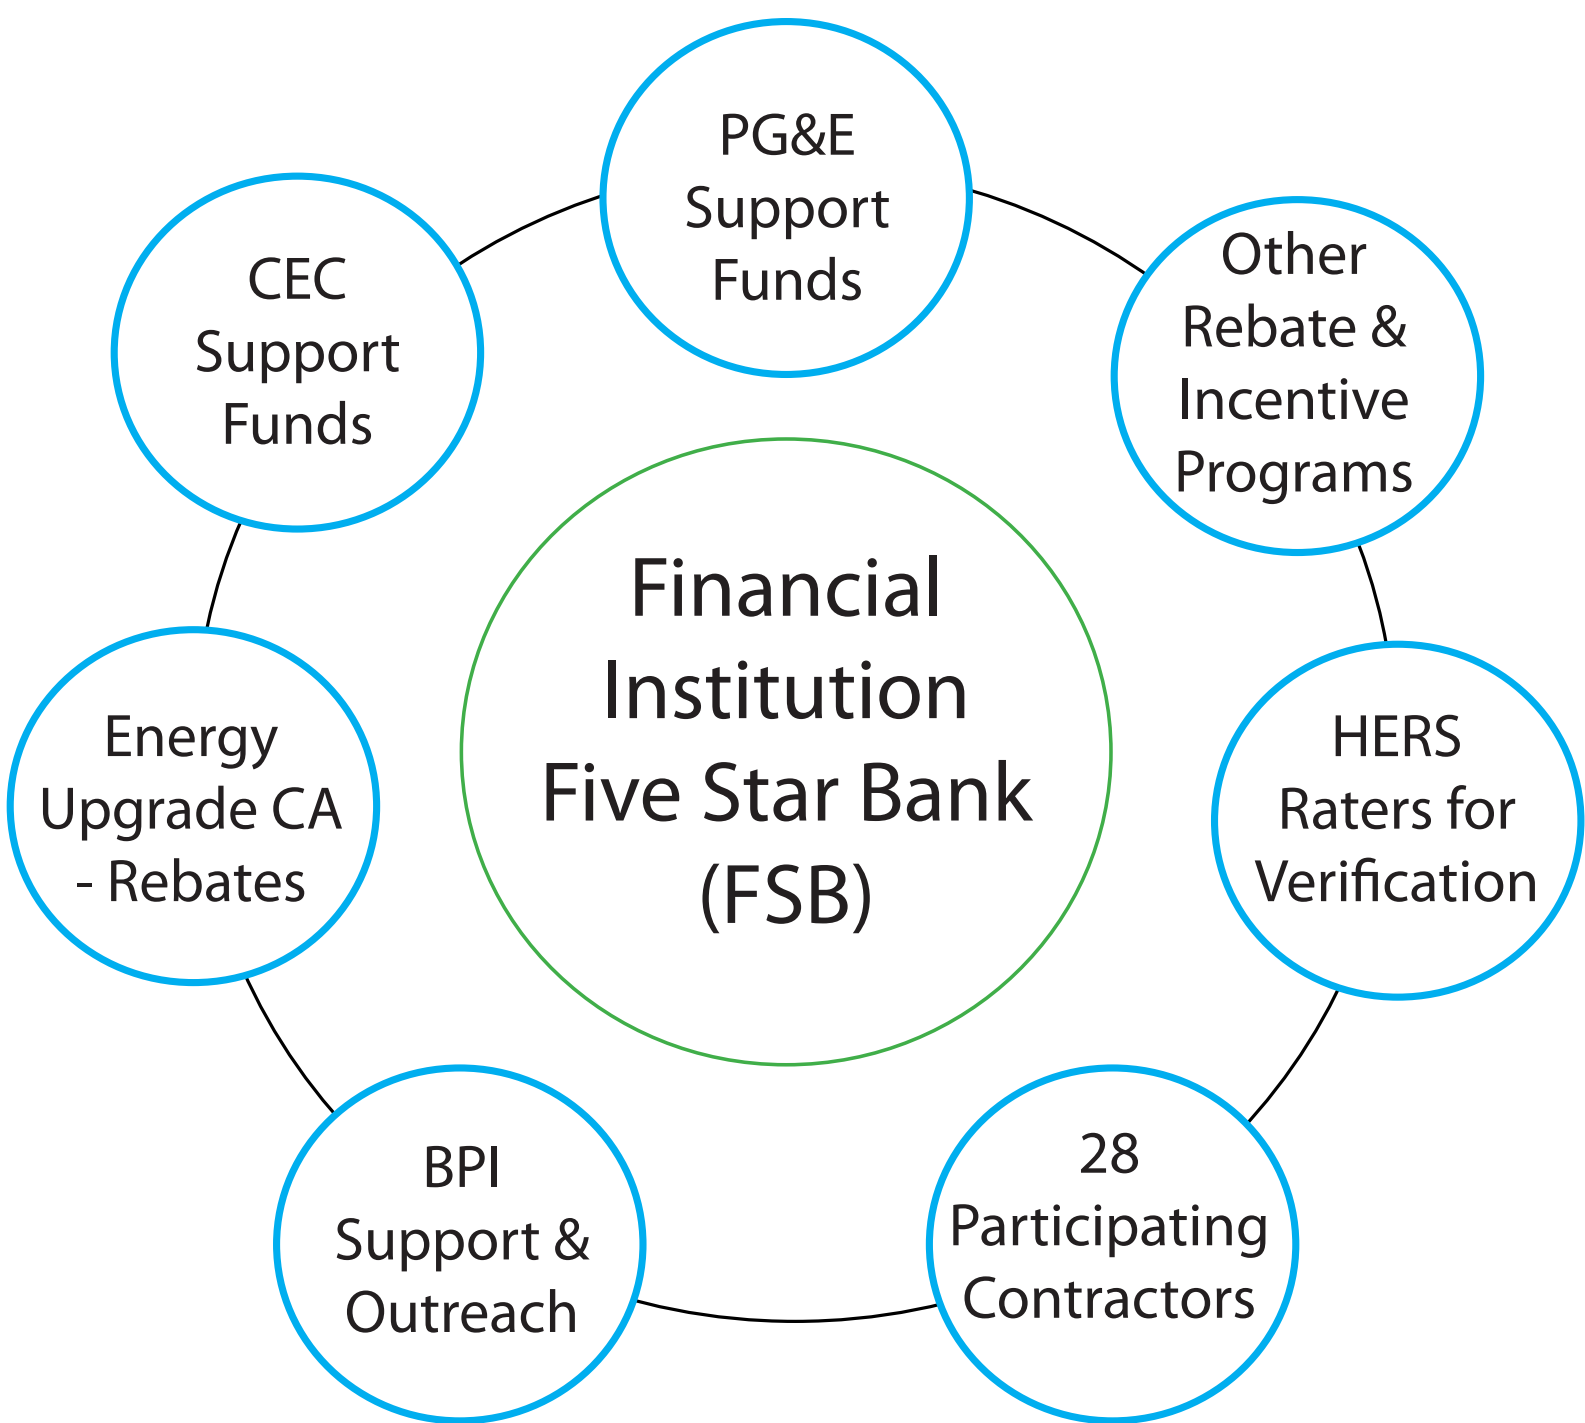 PG&E
Support
Funds
Other
Rebate &
Incentive
Programs
HERS
Raters for
Verification
28
Participating
Contractors
BPI
Support &
Outreach
Energy
Upgrade CA
- Rebates
CEC
Support
Funds
Financial
Institution
Five Star Bank
(FSB)